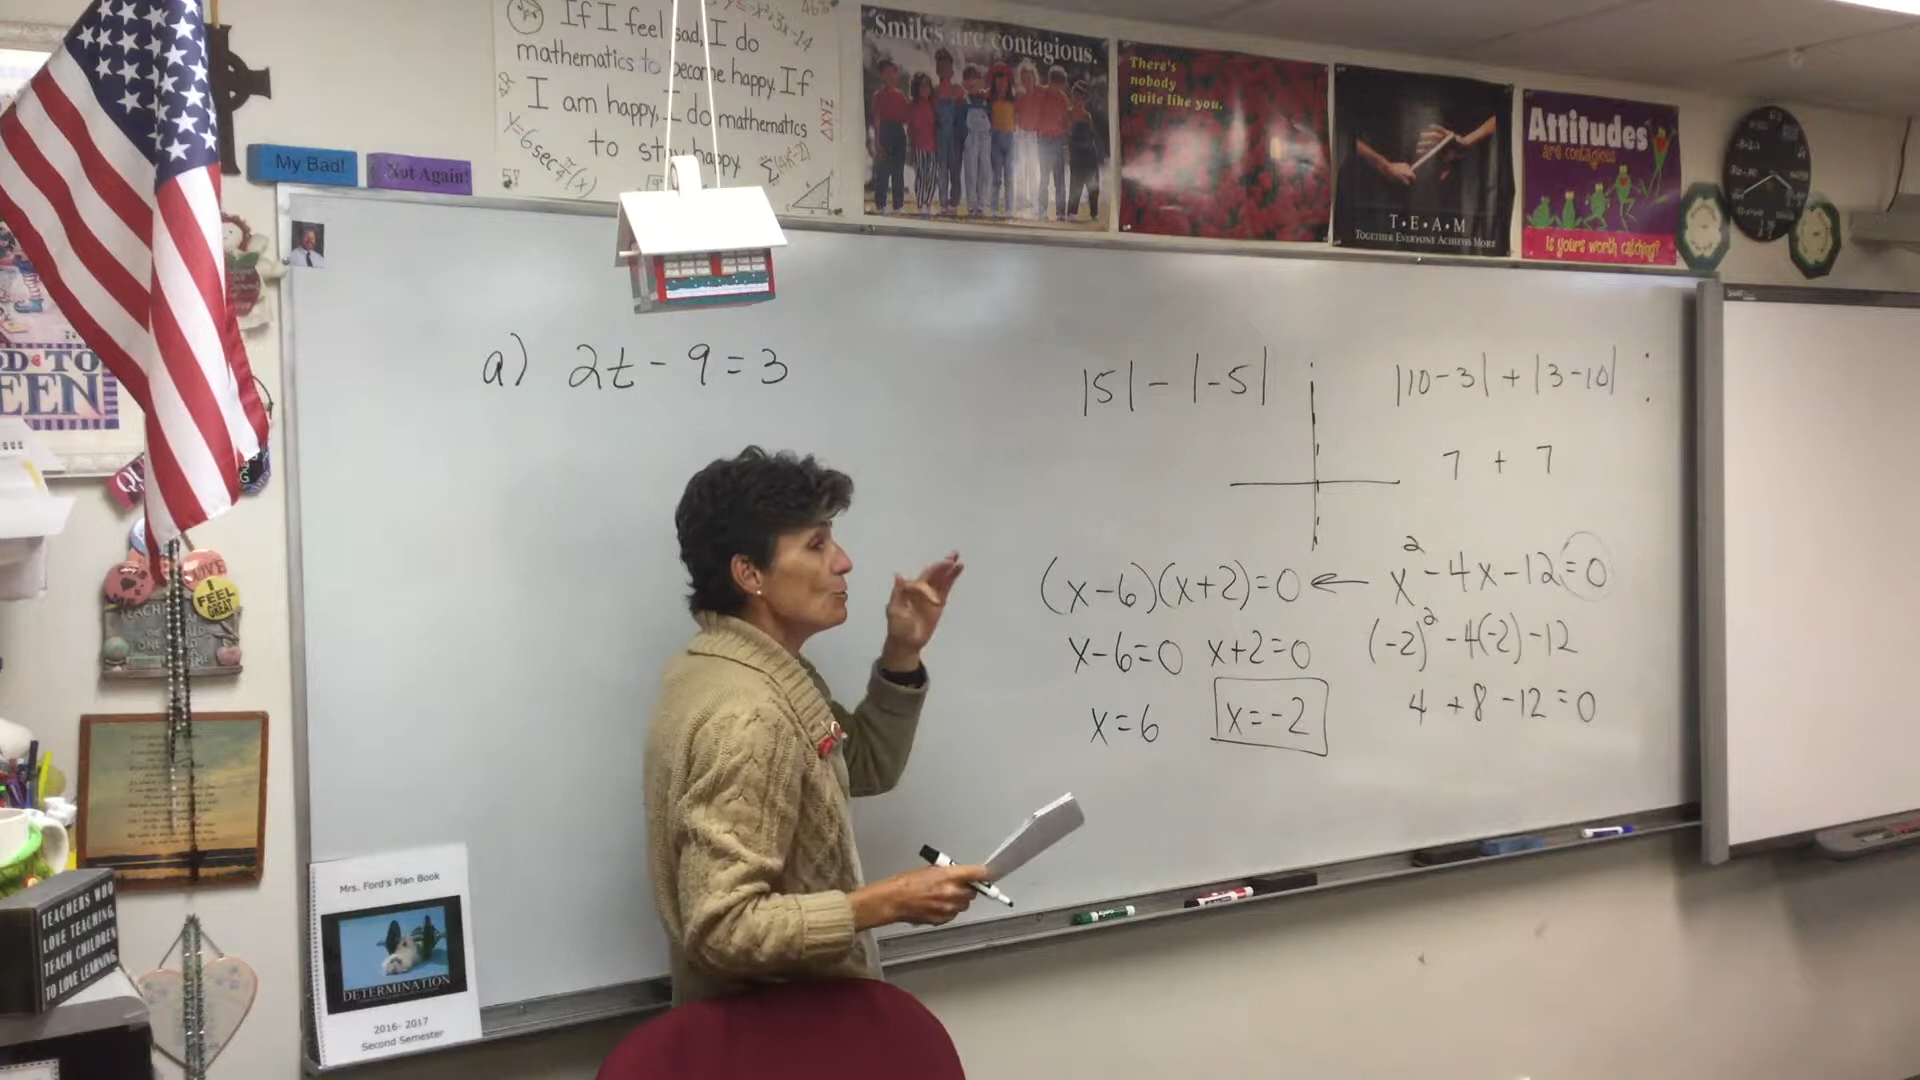 If I feel sad, I do
mathematics to become happy. If
I am happy, I do mathematics
to stay happy
My Bad!
Not Again!
Smiles are contagious.
There's
nobody
quite like you.
T•E•A•M
TOGETHER EVERYONE ACHIEVES MORE
Attitudes
are contagious
Is yours worth catching?
a) 2t - 9 = 3
|5| - |-5|
|10-3| + |3-10|
7 + 7
(x-6)(x+2)=0 ← x² - 4x - 12 = 0
x-6=0 x+2=0 (-2)² - 4(-2) - 12
x=6 x=-2 4 + 8 - 12 = 0
LOVE
I
FEEL
GREAT
Mrs. Ford's Plan Book
DETERMINATION
2016- 2017
Second Semester
TEACHERS WHO
LOVE TEACHING,
TEACH CHILDREN
TO LOVE LEARNING.